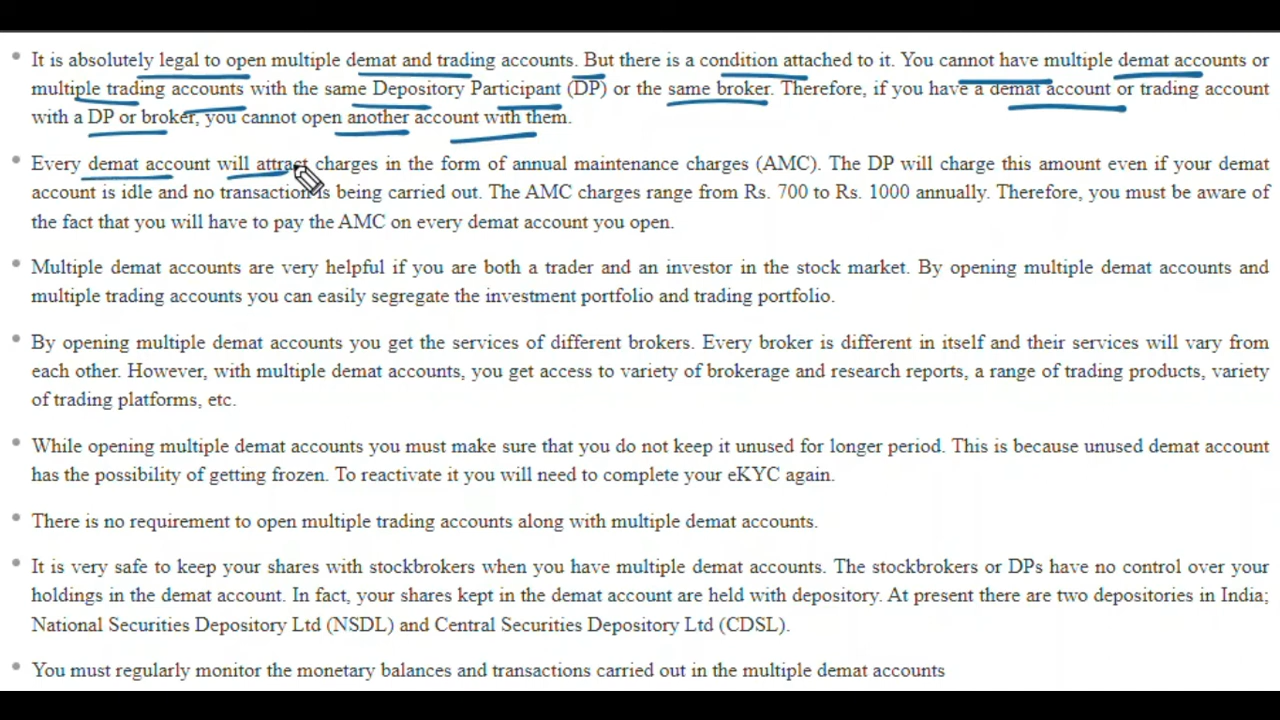 It is absolutely legal to open multiple demat and trading accounts. But there is a condition attached to it. You cannot have multiple demat accounts or
multiple trading accounts with the same Depository Participant (DP) or the same broker. Therefore, if you have a demat account or trading account
with a DP or broker, you cannot open another account with them.
Every demat account will attract charges in the form of annual maintenance charges (AMC). The DP will charge this amount even if your demat
account is idle and no transaction is being carried out. The AMC charges range from Rs. 700 to Rs. 1000 annually. Therefore, you must be aware of
the fact that you will have to pay the AMC on every demat account you open.
Multiple demat accounts are very helpful if you are both a trader and an investor in the stock market. By opening multiple demat accounts and
multiple trading accounts you can easily segregate the investment portfolio and trading portfolio.
By opening multiple demat accounts you get the services of different brokers. Every broker is different in itself and their services will vary from
each other. However, with multiple demat accounts, you get access to variety of brokerage and research reports, a range of trading products, variety
of trading platforms, etc.
While opening multiple demat accounts you must make sure that you do not keep it unused for longer period. This is because unused demat account
has the possibility of getting frozen. To reactivate it you will need to complete your eKYC again.
There is no requirement to open multiple trading accounts along with multiple demat accounts.
It is very safe to keep your shares with stockbrokers when you have multiple demat accounts. The stockbrokers or DPs have no control over your
holdings in the demat account. In fact, your shares kept in the demat account are held with depository. At present there are two depositories in India;
National Securities Depository Ltd (NSDL) and Central Securities Depository Ltd (CDSL).
You must regularly monitor the monetary balances and transactions carried out in the multiple demat accounts